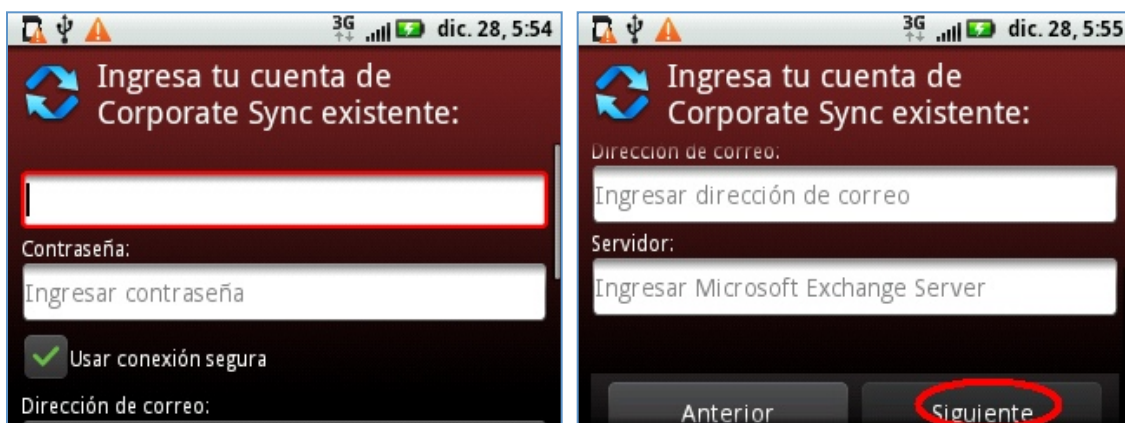 3G dic. 28, 5:54
Ingresa tu cuenta de
Corporate Sync existente:
Contraseña:
Ingresar contraseña
Usar conexión segura
Dirección de correo:
3G dic. 28, 5:55
Ingresa tu cuenta de
Corporate Sync existente:
Dirección de correo:
Ingresar dirección de correo
Servidor:
Ingresar Microsoft Exchange Server
Anterior Siguiente